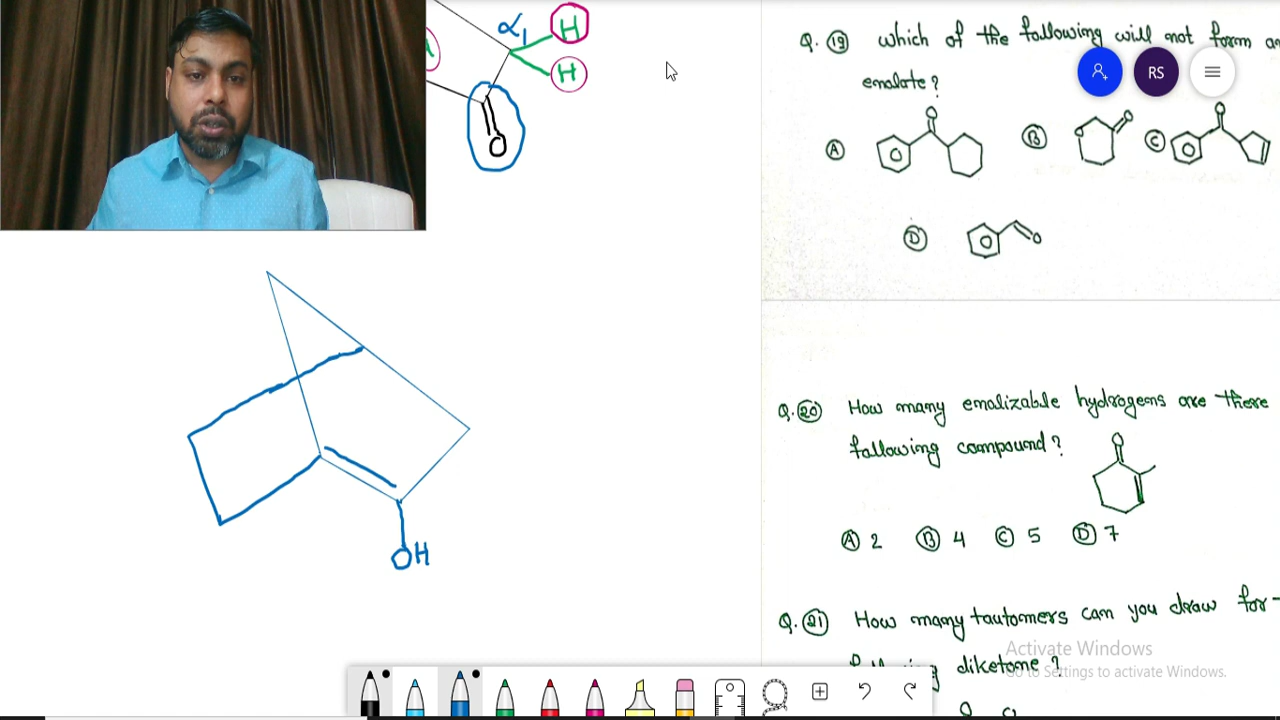 α1 H
H
O
OH
Q. 19 which of the following will not form an
enolate?
RS
A O O B O C O O
D O O
Q. 20 How many enolizable hydrogens are there
following compound?
O
A 2 B 4 C 5 D 7
Q. 21 How many tautomers can you draw for-
diketone?
Activate Windows
Go to Settings to activate Windows.